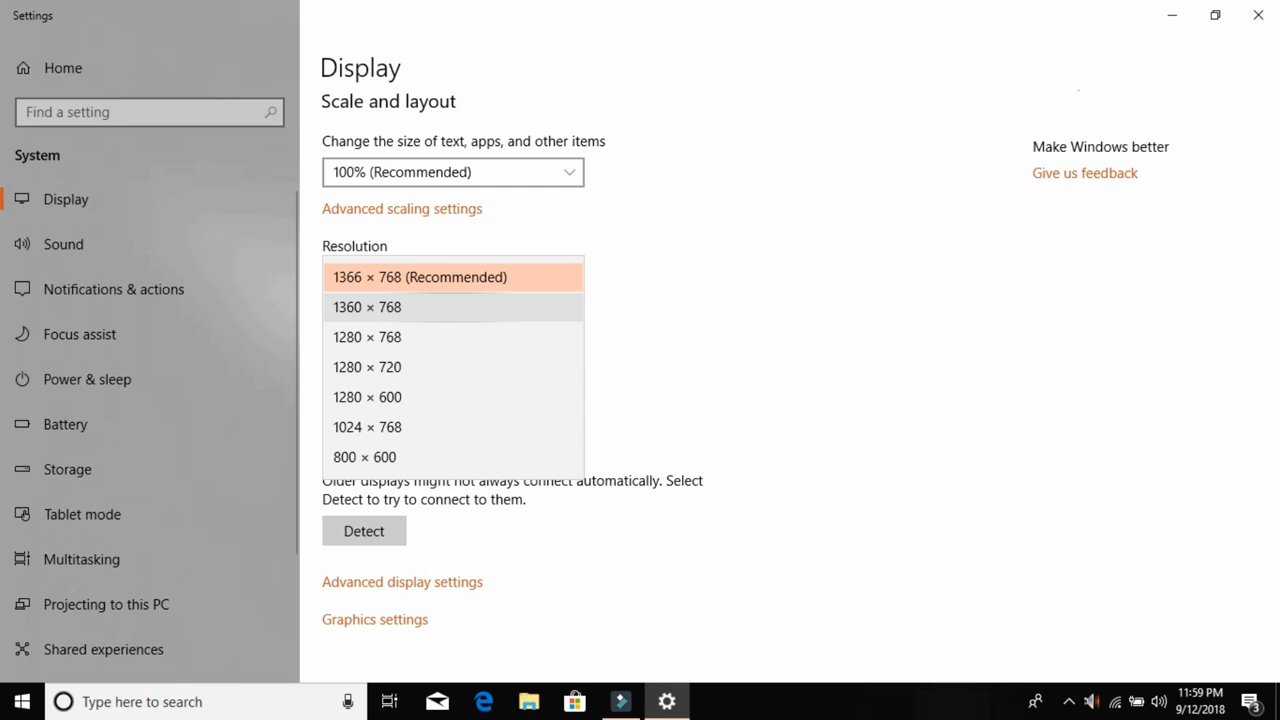 Settings
Home
Find a setting
System
Display
Sound
Notifications & actions
Focus assist
Power & sleep
Battery
Storage
Tablet mode
Multitasking
Projecting to this PC
Shared experiences
Display
Scale and layout
Change the size of text, apps, and other items
100% (Recommended)
Advanced scaling settings
Resolution
1366 × 768 (Recommended)
1360 × 768
1280 × 768
1280 × 720
1280 × 600
1024 × 768
800 × 600
Older displays might not always connect automatically. Select
Detect to try to connect to them.
Detect
Advanced display settings
Graphics settings
Make Windows better
Give us feedback
Type here to search
11:59 PM
9/12/2018
3